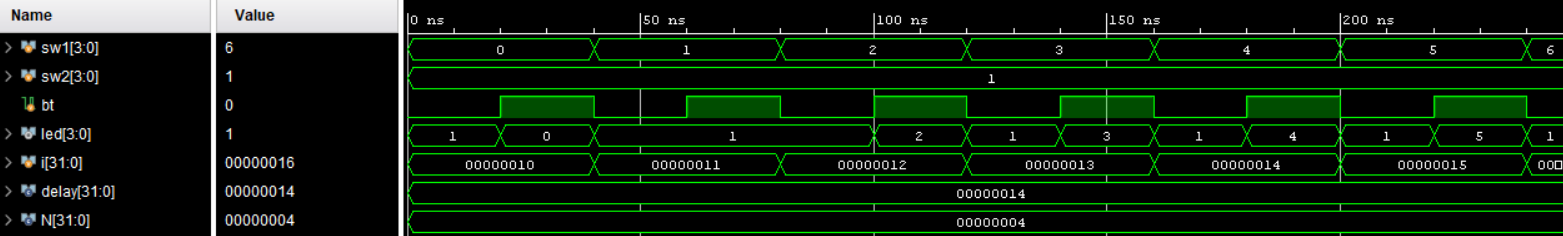 Name Value 0 ns 50 ns 100 ns 150 ns 200 ns
sw1[3:0] 6 0 1 2 3 4 5 6
sw2[3:0] 1 1
bt 0
led[3:0] 1 1 0 1 2 1 3 1 4 1 5 1
i[31:0] 00000016 00000010 00000011 00000012 00000013 00000014 00000015 00
delay[31:0] 00000014 00000014
N[31:0] 00000004 00000004